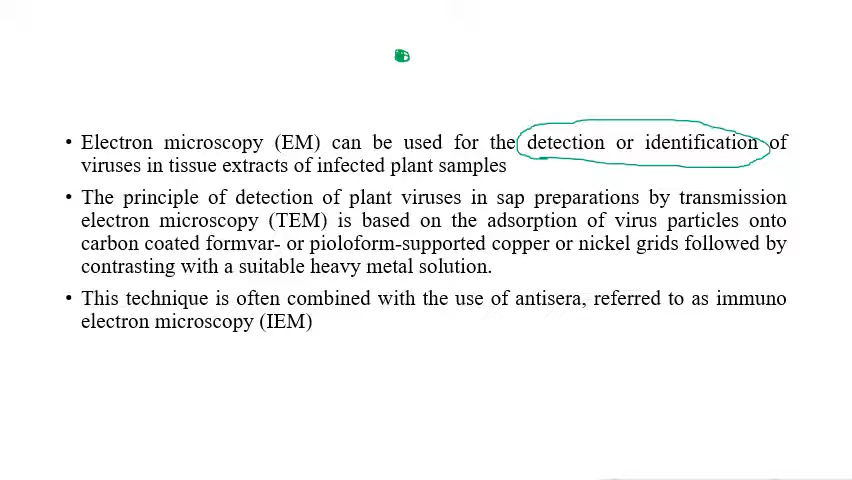 • Electron microscopy (EM) can be used for the detection or identification of
viruses in tissue extracts of infected plant samples
• The principle of detection of plant viruses in sap preparations by transmission
electron microscopy (TEM) is based on the adsorption of virus particles onto
carbon coated formvar- or pioloform-supported copper or nickel grids followed by
contrasting with a suitable heavy metal solution.
• This technique is often combined with the use of antisera, referred to as immuno
electron microscopy (IEM)